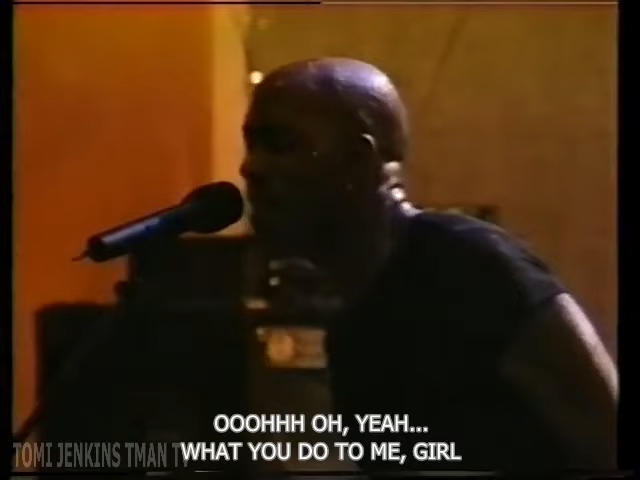 OOOHHH OH, YEAH...
WHAT YOU DO TO ME, GIRL
TOMI JENKINS TMAN TV